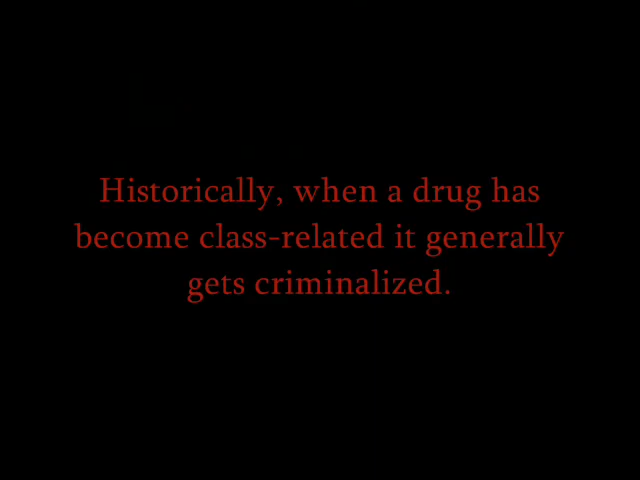 Historically, when a drug has
become class-related it generally
gets criminalized.